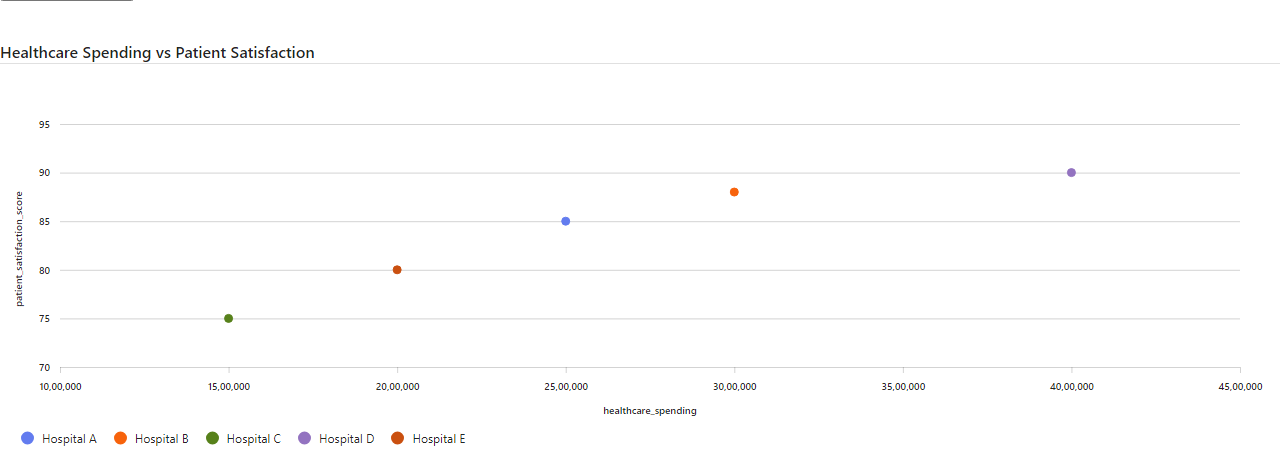 Healthcare Spending vs Patient Satisfaction
95
90
85
80
75
70
patient_satisfaction_score
10,00,000 15,00,000 20,00,000 25,00,000 30,00,000 35,00,000 40,00,000 45,00,000
healthcare_spending
Hospital A Hospital B Hospital C Hospital D Hospital E